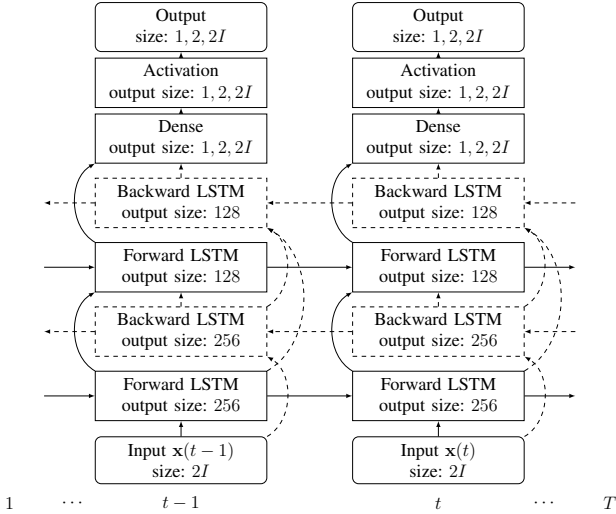 Output
size: 1, 2, 2I
Activation
output size: 1, 2, 2I
Dense
output size: 1, 2, 2I
Backward LSTM
output size: 128
Forward LSTM
output size: 128
Backward LSTM
output size: 256
Forward LSTM
output size: 256
Input x(t−1)
size: 2I
Output
size: 1, 2, 2I
Activation
output size: 1, 2, 2I
Dense
output size: 1, 2, 2I
Backward LSTM
output size: 128
Forward LSTM
output size: 128
Backward LSTM
output size: 256
Forward LSTM
output size: 256
Input x(t)
size: 2I
1 ⋯ t − 1 t ⋯ T